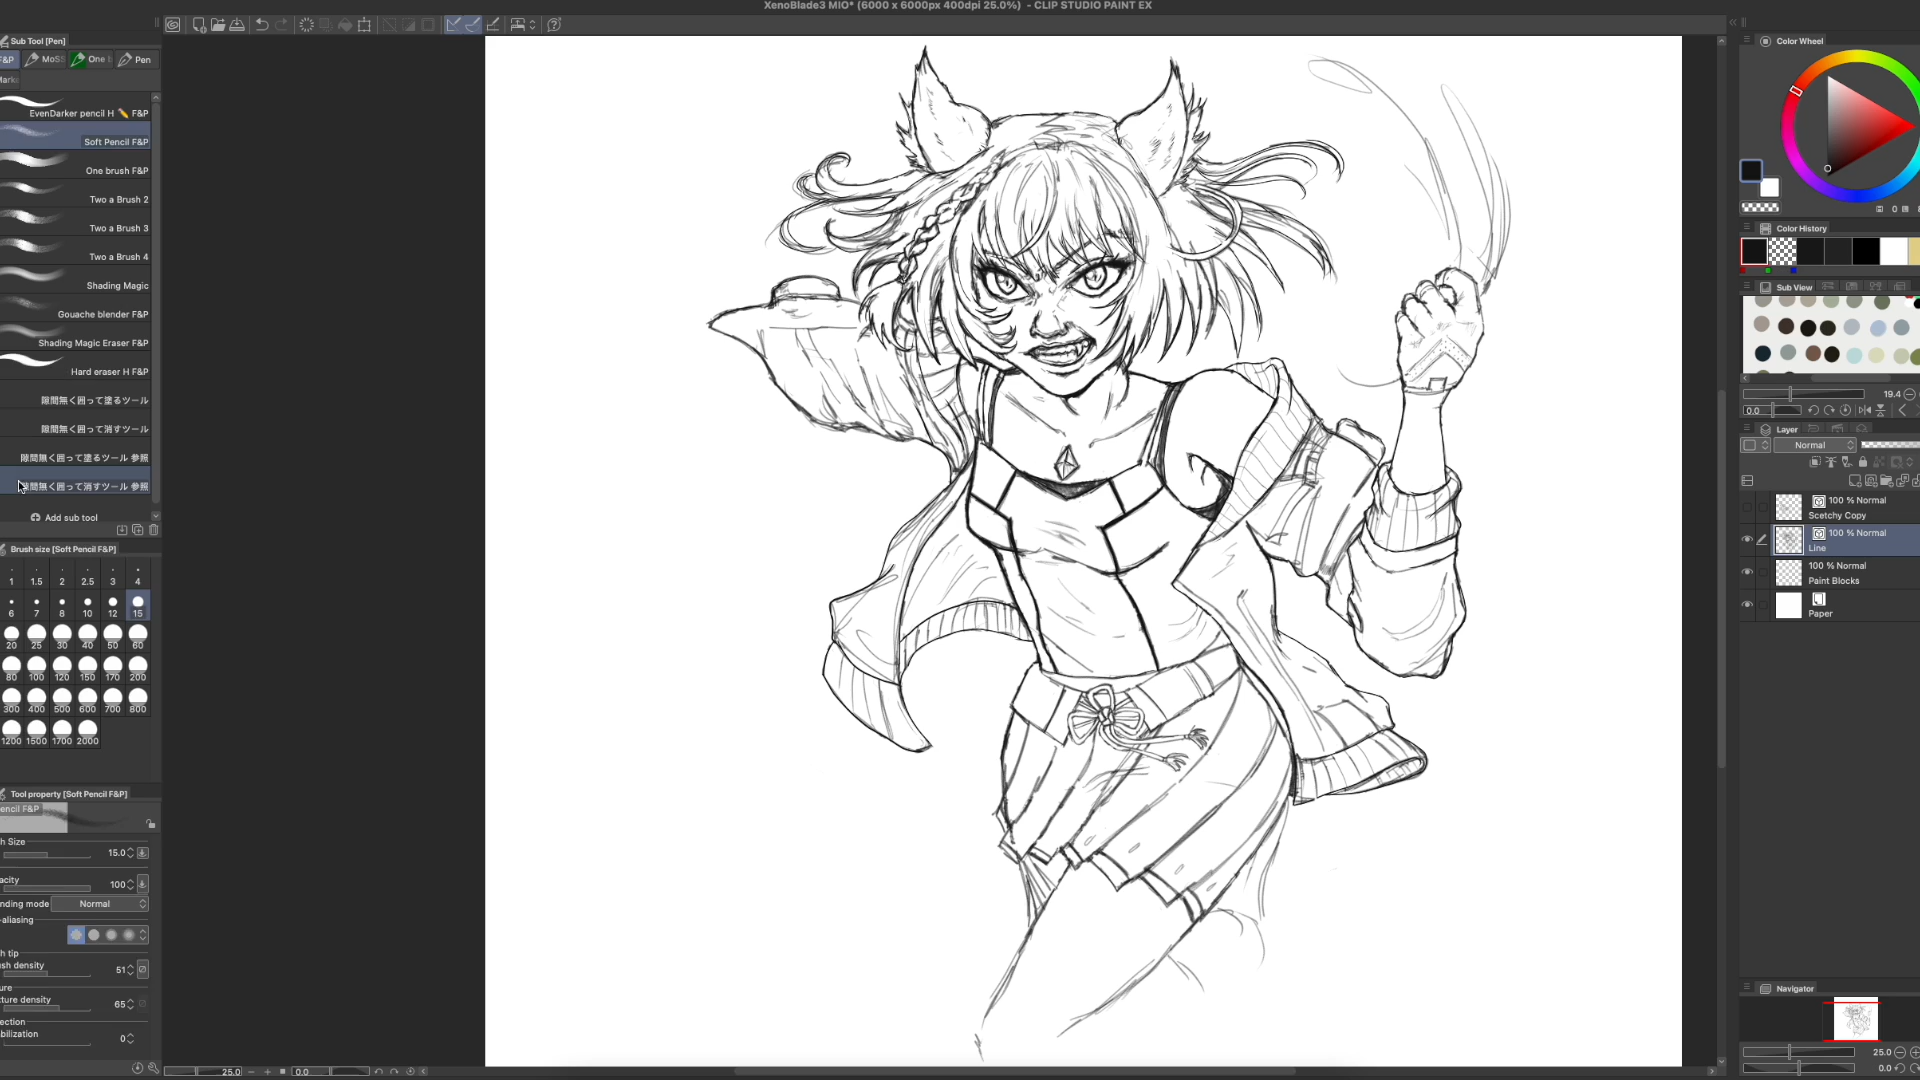 XenoBlade3 MIO* (6000 x 6000px 400dpi 25.0%) - CLIP STUDIO PAINT EX
Sub Tool [Pen]
F&P
MoS
One
Pen
EvenDarker pencil H ✏️ F&P
Soft Pencil F&P
One brush F&P
Two a Brush 2
Two a Brush 3
Two a Brush 4
Shading Magic
Gouache blender F&P
Shading Magic Eraser F&P
Hard eraser H F&P
隙間無く囲って塗るツール
隙間無く囲って消すツール
隙間無く囲って塗るツール 参照
間無く囲って消すツール 参照
Add sub tool
Brush size [Soft Pencil F&P]
1 1.5 2 2.5 3 4
6 7 8 10 12 15
20 25 30 40 50 60
80 100 120 150 170 200
300 400 500 600 700 800
1200 1500 1700 2000
Tool property [Soft Pencil F&P]
encil F&P
h Size
15.0
acity
100
nding mode Normal
-aliasing
h tip
sh density
51
ure
xture density
65
ection
bilization
0
25.0
0.0
Color Wheel
0
Color History
Sub View
19.4
0.0
Layer
Normal
100 % Normal
Scetchy Copy
100 % Normal
Line
100 % Normal
Paint Blocks
Paper
Navigator
25.0
0.0